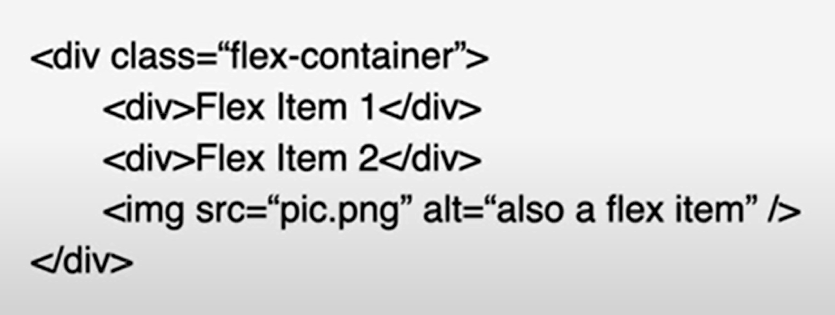 <div class=“flex-container”>
<div>Flex Item 1</div>
<div>Flex Item 2</div>
<img src=“pic.png” alt=“also a flex item” />
</div>